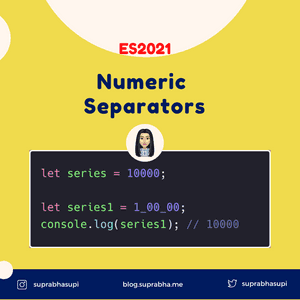 ES2021
Numeric
Separators
let series = 10000;
let series1 = 1_00_00;
console.log(series1); // 10000
suprabhasupi
blog.suprabha.me
suprabhasupi